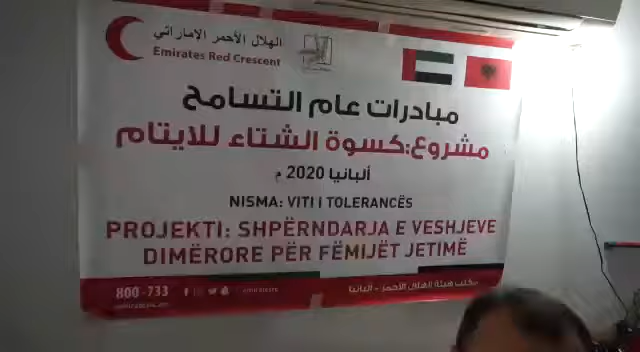 الهلال الأحمر الإماراتي
Emirates Red Crescent
مبادرات عام التسامح
مشروع:كسوة الشتاء للايتام
ألبانيا 2020 م
NISMA: VITI I TOLERANCËS
PROJEKTI: SHPËRNDARJA E VESHJEVE
DIMËRORE PËR FËMIJËT JETIMË
800 - 733
مكتب هيئة الهلال الأحمر - ألبانيا